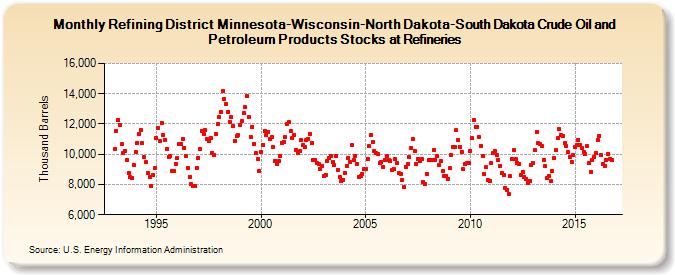 Monthly Refining District Minnesota-Wisconsin-North Dakota-South Dakota Crude Oil and
Petroleum Products Stocks at Refineries
Thousand Barrels
16,000
14,000
12,000
10,000
8,000
6,000
1995
2000
2005
2010
2015
Source: U.S. Energy Information Administration